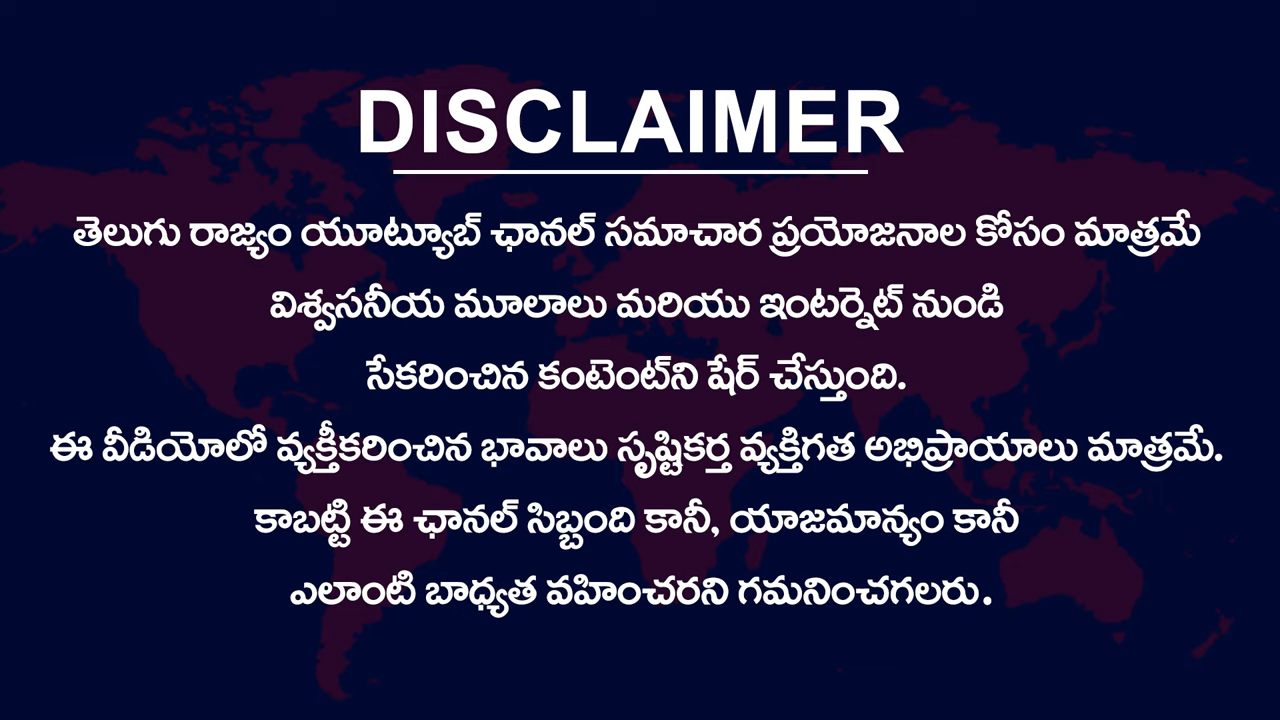 DISCLAIMER
తెలుగు రాజ్యం యూట్యూబ్ ఛానల్ సమాచార ప్రయోజనాల కోసం మాత్రమే
విశ్వసనీయ మూలాలు మరియు ఇంటర్నెట్ నుండి
సేకరించిన కంటెంట్‌ని షేర్ చేస్తుంది.
ఈ వీడియోలో వ్యక్తీకరించిన భావాలు సృష్టికర్త వ్యక్తిగత అభిప్రాయాలు మాత్రమే.
కాబట్టి ఈ ఛానల్ సిబ్బంది కానీ, యాజమాన్యం కానీ
ఎలాంటి బాధ్యత వహించరని గమనించగలరు.